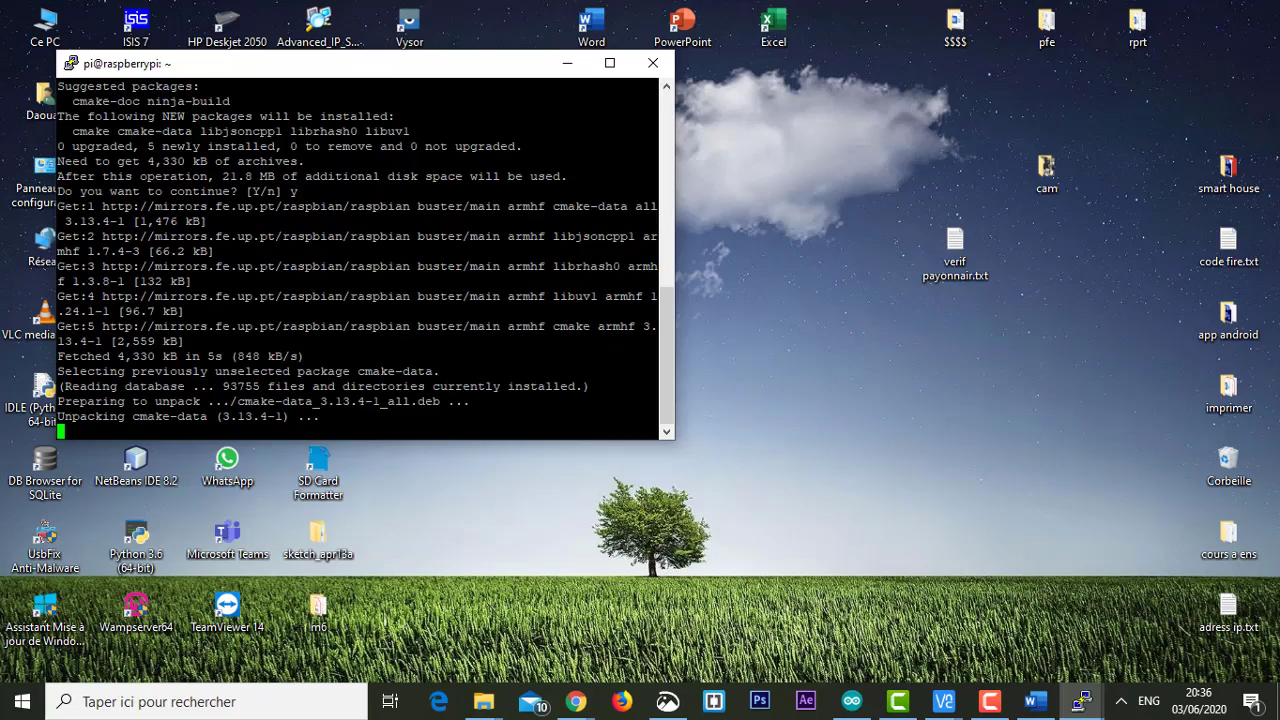 Ce PC
ISIS 7
HP Deskjet 2050
Advanced_IP_S...
Vysor
Word
PowerPoint
Excel
$$$$
pfe
rprt
pi@raspberrypi: ~
Suggested packages:
cmake-doc ninja-build
The following NEW packages will be installed:
cmake cmake-data libjsoncpp1 librhash0 libuv1
0 upgraded, 5 newly installed, 0 to remove and 0 not upgraded.
Need to get 4,330 kB of archives.
After this operation, 21.8 MB of additional disk space will be used.
Do you want to continue? [Y/n] y
Get:1 http://mirrors.fe.up.pt/raspbian/raspbian buster/main armhf cmake-data all
3.13.4-1 [1,476 kB]
Get:2 http://mirrors.fe.up.pt/raspbian/raspbian buster/main armhf libjsoncpp1 ar
mhf 1.7.4-3 [66.2 kB]
Get:3 http://mirrors.fe.up.pt/raspbian/raspbian buster/main armhf librhash0 armh
f 1.3.8-1 [132 kB]
Get:4 http://mirrors.fe.up.pt/raspbian/raspbian buster/main armhf libuv1 armhf 1
.24.1-1 [96.7 kB]
Get:5 http://mirrors.fe.up.pt/raspbian/raspbian buster/main armhf cmake armhf 3.
13.4-1 [2,559 kB]
Fetched 4,330 kB in 5s (848 kB/s)
Selecting previously unselected package cmake-data.
(Reading database ... 93755 files and directories currently installed.)
Preparing to unpack .../cmake-data_3.13.4-1_all.deb ...
Unpacking cmake-data (3.13.4-1) ...
Daoua
Panneau
configura
Résea
VLC media
IDLE (Pyth
64-bit)
cam
smart house
verif
payonnair.txt
code fire.txt
app android
imprimer
DB Browser for
SQLite
NetBeans IDE 8.2
WhatsApp
SD Card
Formatter
Corbeille
UsbFix
Anti-Malware
Python 3.6
(64-bit)
Microsoft Teams
sketch_apr13a
cours a ens
Assistant Mise à
jour de Windo...
Wampserver64
TeamViewer 14
lm6
adress ip.txt
Taper ici pour rechercher
10
Ps
Ae
ENG
20:36
03/06/2020
1